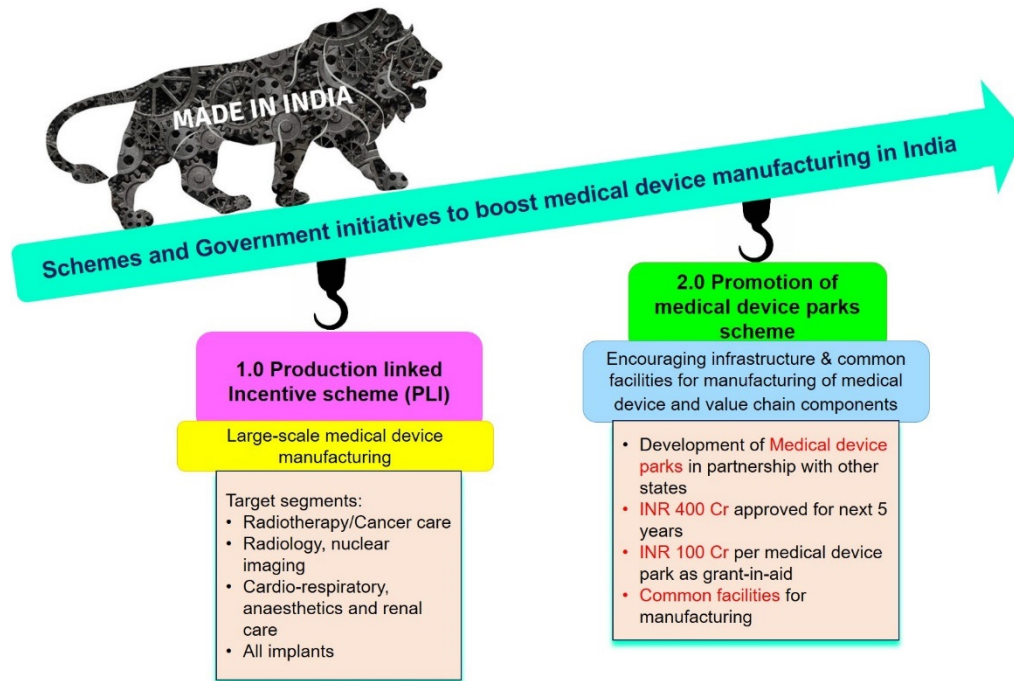 MADE IN INDIA
Schemes and Government initiatives to boost medical device manufacturing in India
1.0 Production linked
Incentive scheme (PLI)
Large-scale medical device
manufacturing
Target segments:
• Radiotherapy/Cancer care
• Radiology, nuclear
imaging
• Cardio-respiratory,
anaesthetics and renal
care
• All implants
2.0 Promotion of
medical device parks
scheme
Encouraging infrastructure & common
facilities for manufacturing of medical
device and value chain components
• Development of Medical device
parks in partnership with other
states
• INR 400 Cr approved for next 5
years
• INR 100 Cr per medical device
park as grant-in-aid
• Common facilities for
manufacturing